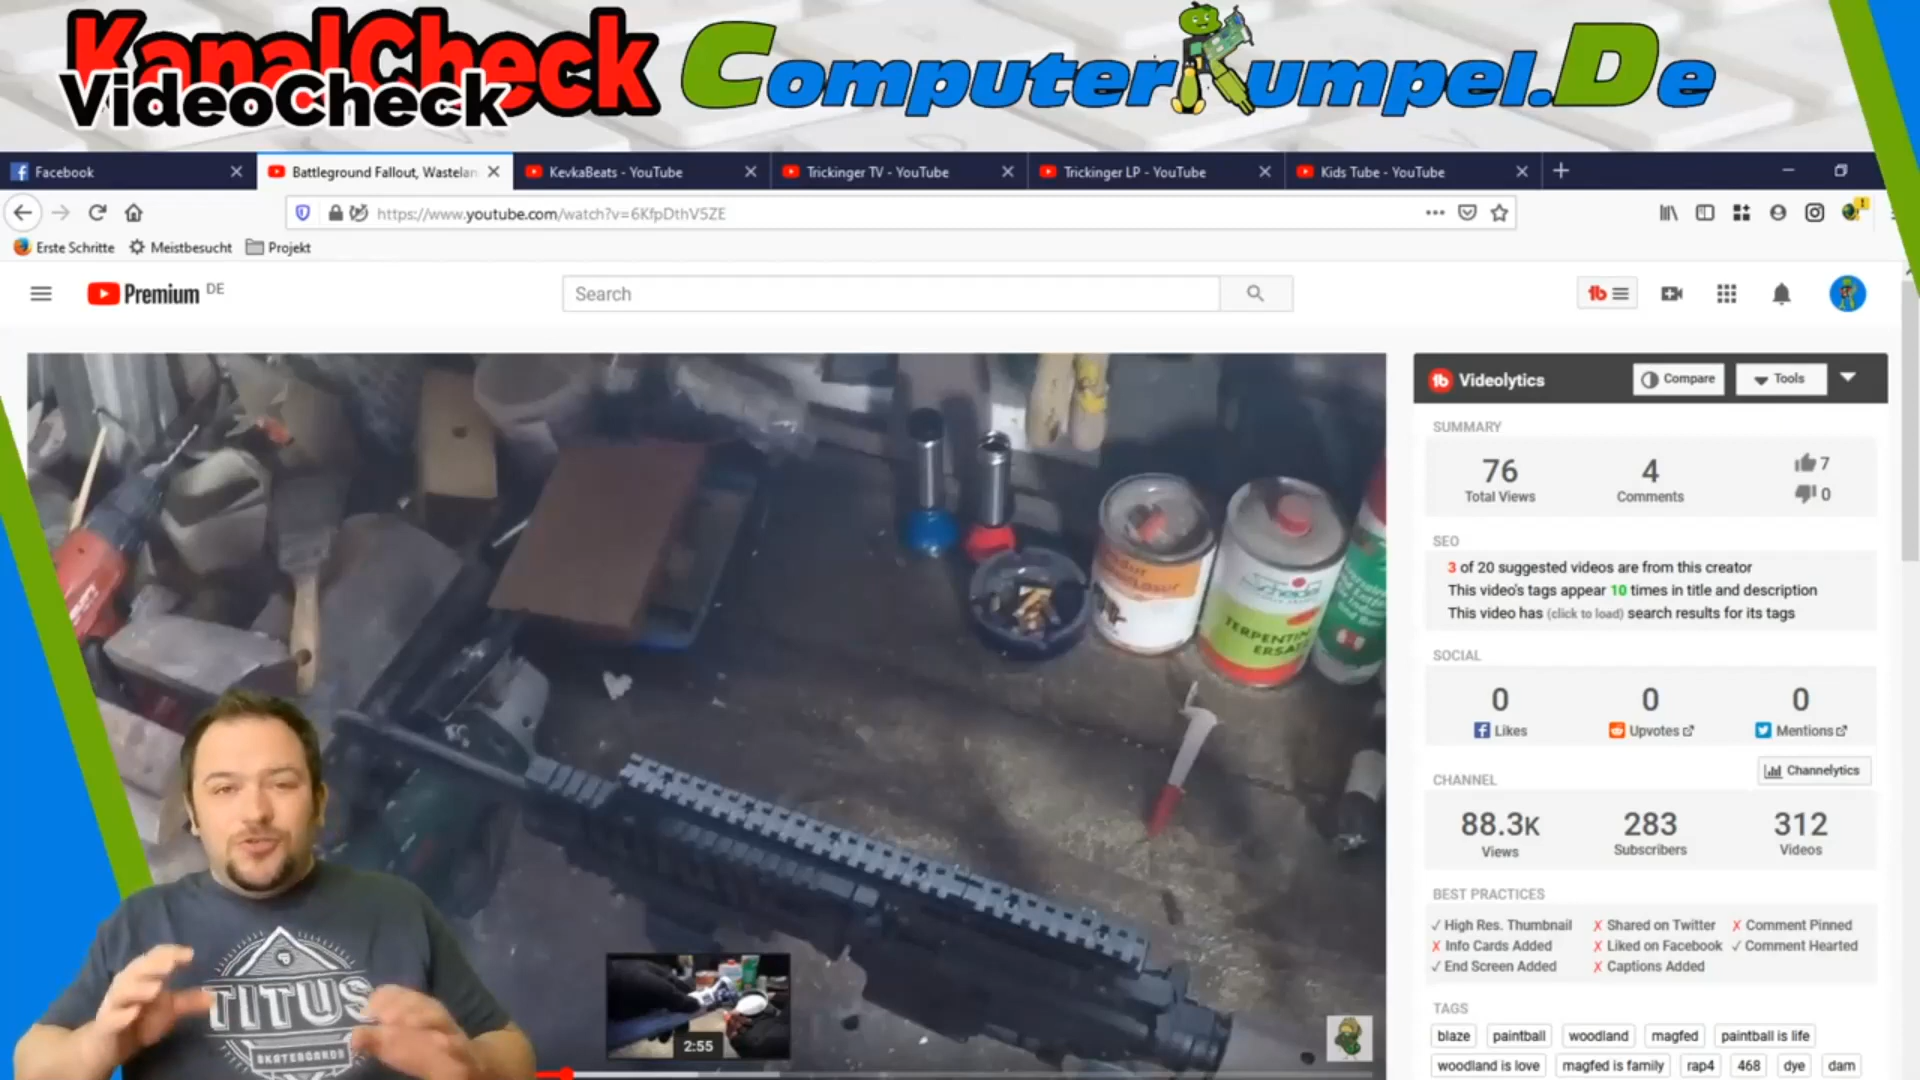 KanalCheck
VideoCheck
ComputerRumpel.De
Facebook
Battleground Fallout, Wastelan
KevkaBeats - YouTube
Trickinger TV - YouTube
Trickinger LP - YouTube
Kids Tube - YouTube
https://www.youtube.com/watch?v=6KfpDthV5ZE
Erste Schritte
Meistbesucht
Projekt
Premium DE
Search
Videolytics
Compare
Tools
SUMMARY
76
4
7
Total Views
Comments
0
SEO
3 of 20 suggested videos are from this creator
This video's tags appear 10 times in title and description
This video has (click to load) search results for its tags
SOCIAL
0 0 0
Likes
Upvotes
Mentions
CHANNEL
Channelytics
88.3K 283 312
Views Subscribers Videos
BEST PRACTICES
✓ High Res. Thumbnail ✗ Shared on Twitter ✗ Comment Pinned
✗ Info Cards Added ✗ Liked on Facebook ✓ Comment Hearted
✓ End Screen Added ✗ Captions Added
TAGS
blaze paintball woodland magfed paintball is life
woodland is love magfed is family rap4 468 dye dam
TERPENTIN
ERSATZ
2:55
TITUS
SKATEBOARDS